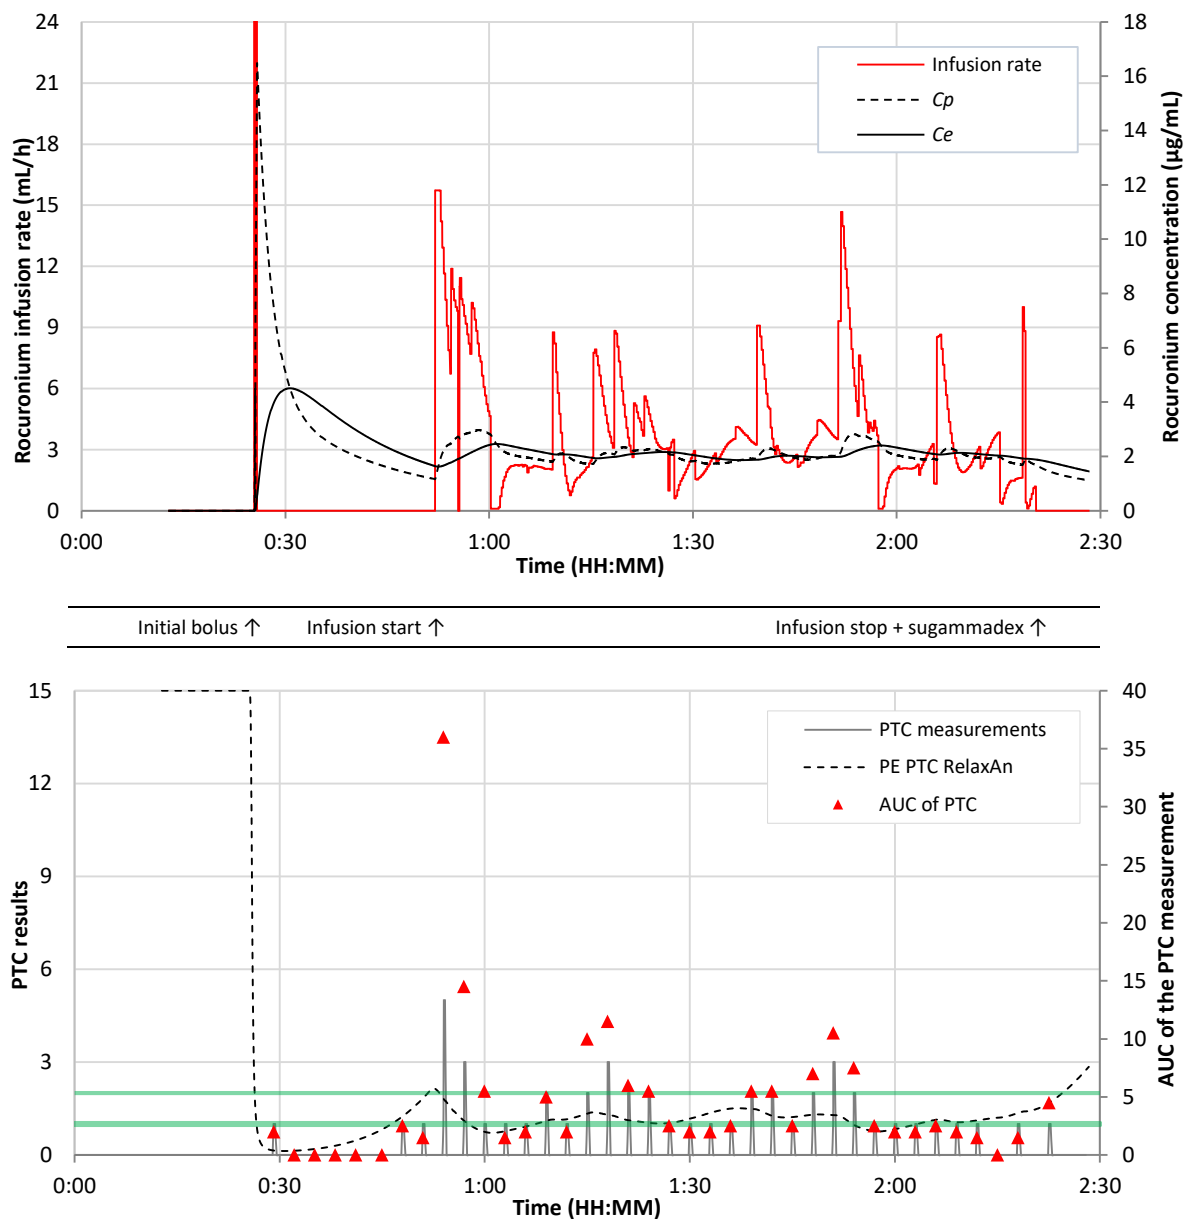 Rocuronium infusion rate (mL/h)
24
21
18
15
12
9
6
3
0
Infusion rate
Cp
Ce
18
16
14
12
10
8
6
4
2
0
Rocuronium concentration (µg/mL)
0:00 0:30 1:00 1:30 2:00 2:30
Time (HH:MM)
Initial bolus ↑ Infusion start ↑ Infusion stop + sugammadex ↑
PTC results
15
12
9
6
3
0
PTC measurements
PE PTC RelaxAn
AUC of PTC
40
35
30
25
20
15
10
5
0
AUC of the PTC measurement
0:00 0:30 1:00 1:30 2:00 2:30
Time (HH:MM)